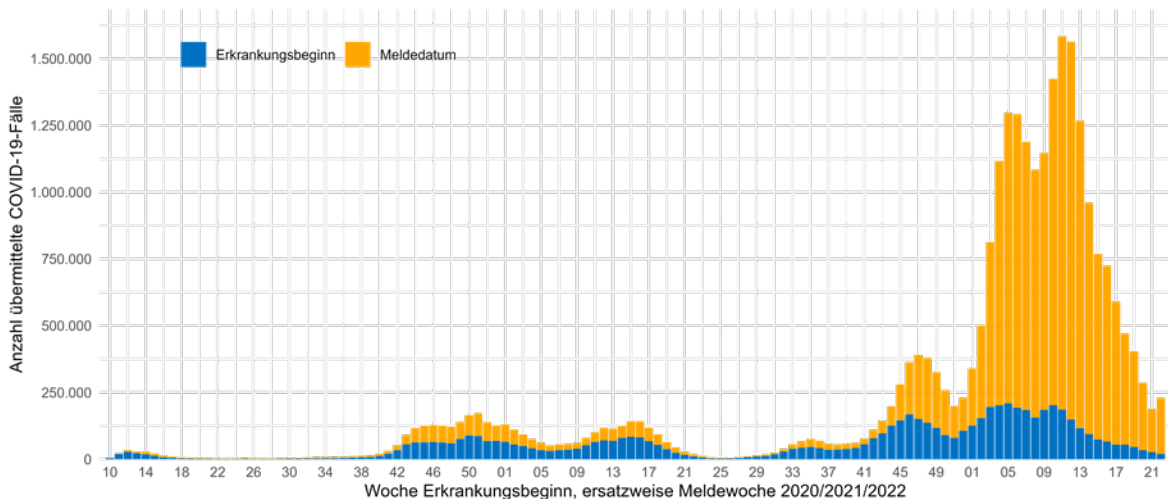 Erkrankungsbeginn Meldedatum
Anzahl übermittelte COVID-19-Fälle
1.500.000
1.250.000
1.000.000
750.000
500.000
250.000
0
10 14 18 22 26 30 34 38 42 46 50 01 05 09 13 17 21 25 29 33 37 41 45 49 01 05 09 13 17 21
Woche Erkrankungsbeginn, ersatzweise Meldewoche 2020/2021/2022